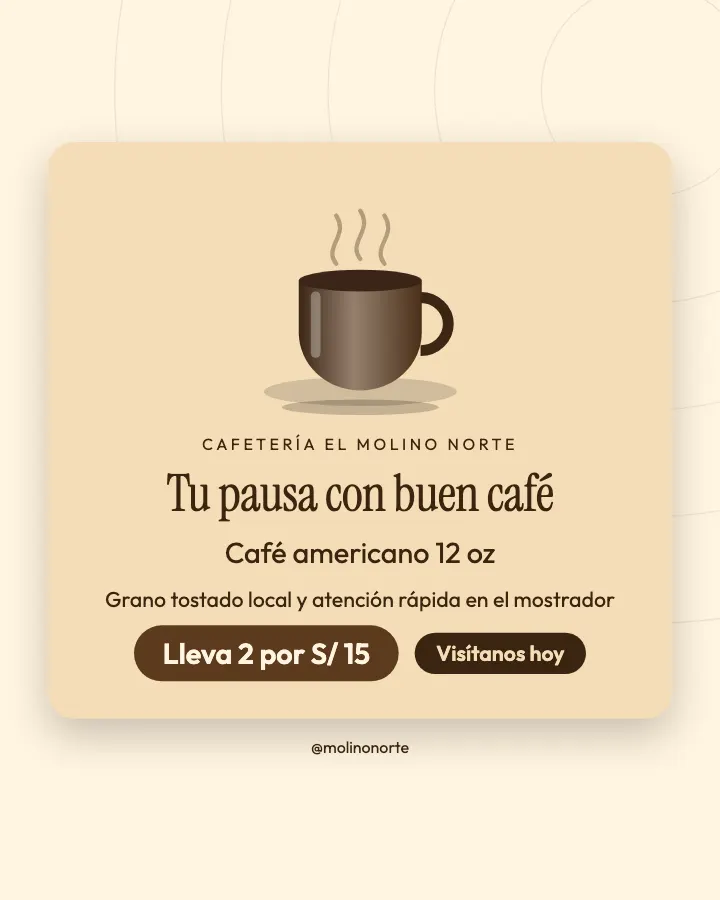 CAFETERÍA EL MOLINO NORTE
Tu pausa con buen café
Café americano 12 oz
Grano tostado local y atención rápida en el mostrador
Lleva 2 por S/ 15
Visítanos hoy
@molinonorte